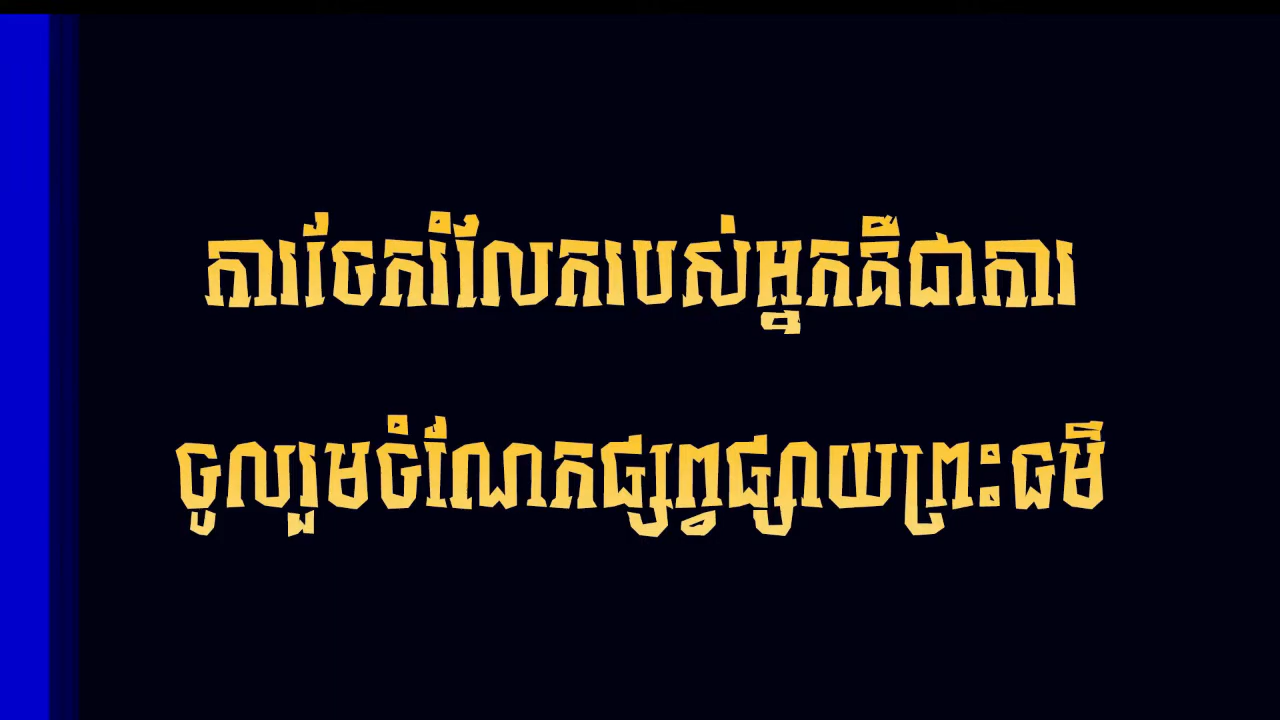 ការចែករំលែករបស់អ្នកគឺជាការ
ចូលរួមចំណែកផ្សព្វផ្សាយព្រះធម៌